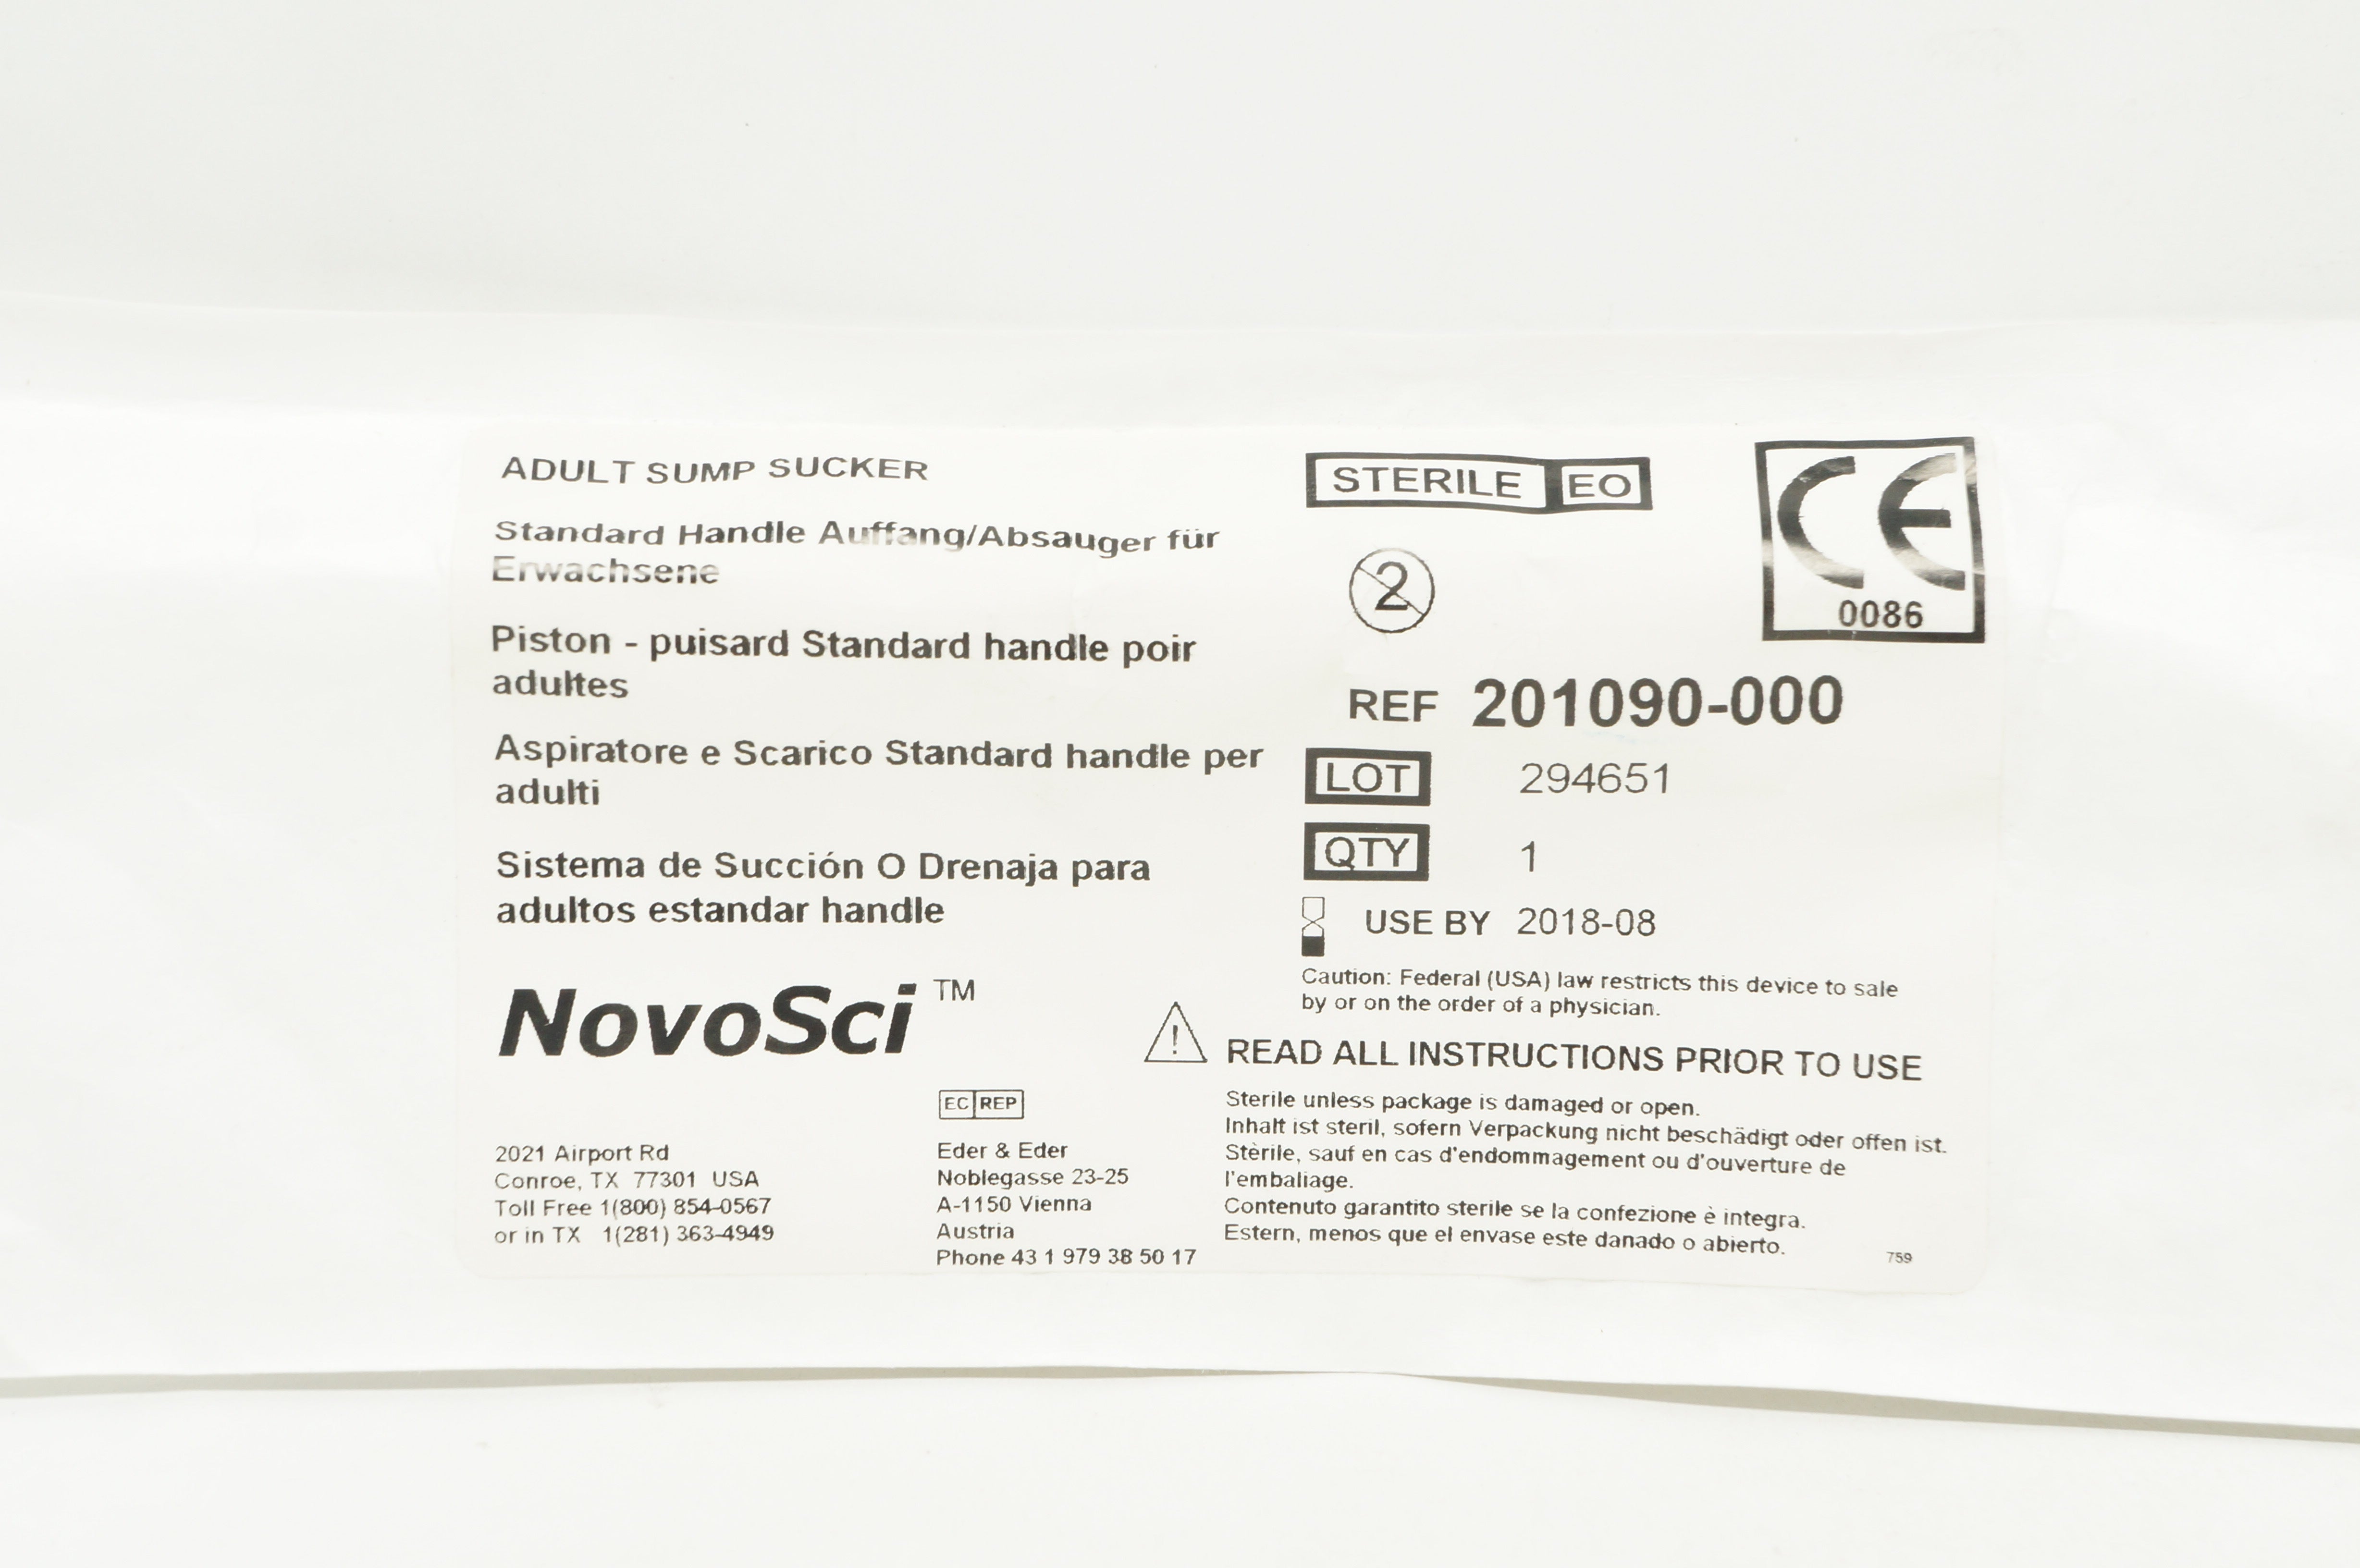 ADULT SUMP SUCKER
Standard Handle Auffang/Absauger für
Erwachsene
Piston - puisard Standard handle poir
adultes
Aspiratore e Scarico Standard handle per
adulti
Sistema de Succión O Drenaja para
adultos estandar handle
NovoSci™
2021 Airport Rd
Conroe, TX 77301 USA
Toll Free 1(800) 854-0567
or in TX 1(281) 363-4949
EC REP
Eder & Eder
Noblegasse 23-25
A-1150 Vienna
Austria
Phone 43 1 979 38 50 17
STERILE EO
CE
0086
2
REF 201090-000
LOT 294651
QTY 1
USE BY 2018-08
Caution: Federal (USA) law restricts this device to sale
by or on the order of a physician.
! READ ALL INSTRUCTIONS PRIOR TO USE
Sterile unless package is damaged or open.
Inhalt ist steril, sofern Verpackung nicht beschädigt oder offen ist.
Stèrile, sauf en cas d'endommagement ou d'ouverture de
l'embaliage.
Contenuto garantito sterile se la confezione è integra.
Estern, menos que el envase este danado o abierto.
759